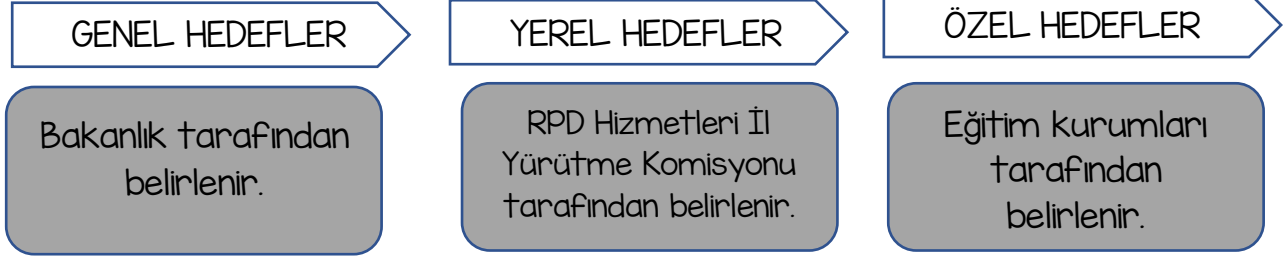 GENEL HEDEFLER
Bakanlık tarafından
belirlenir.
YEREL HEDEFLER
RPD Hizmetleri İl
Yürütme Komisyonu
tarafından belirlenir.
ÖZEL HEDEFLER
Eğitim kurumları
tarafından
belirlenir.